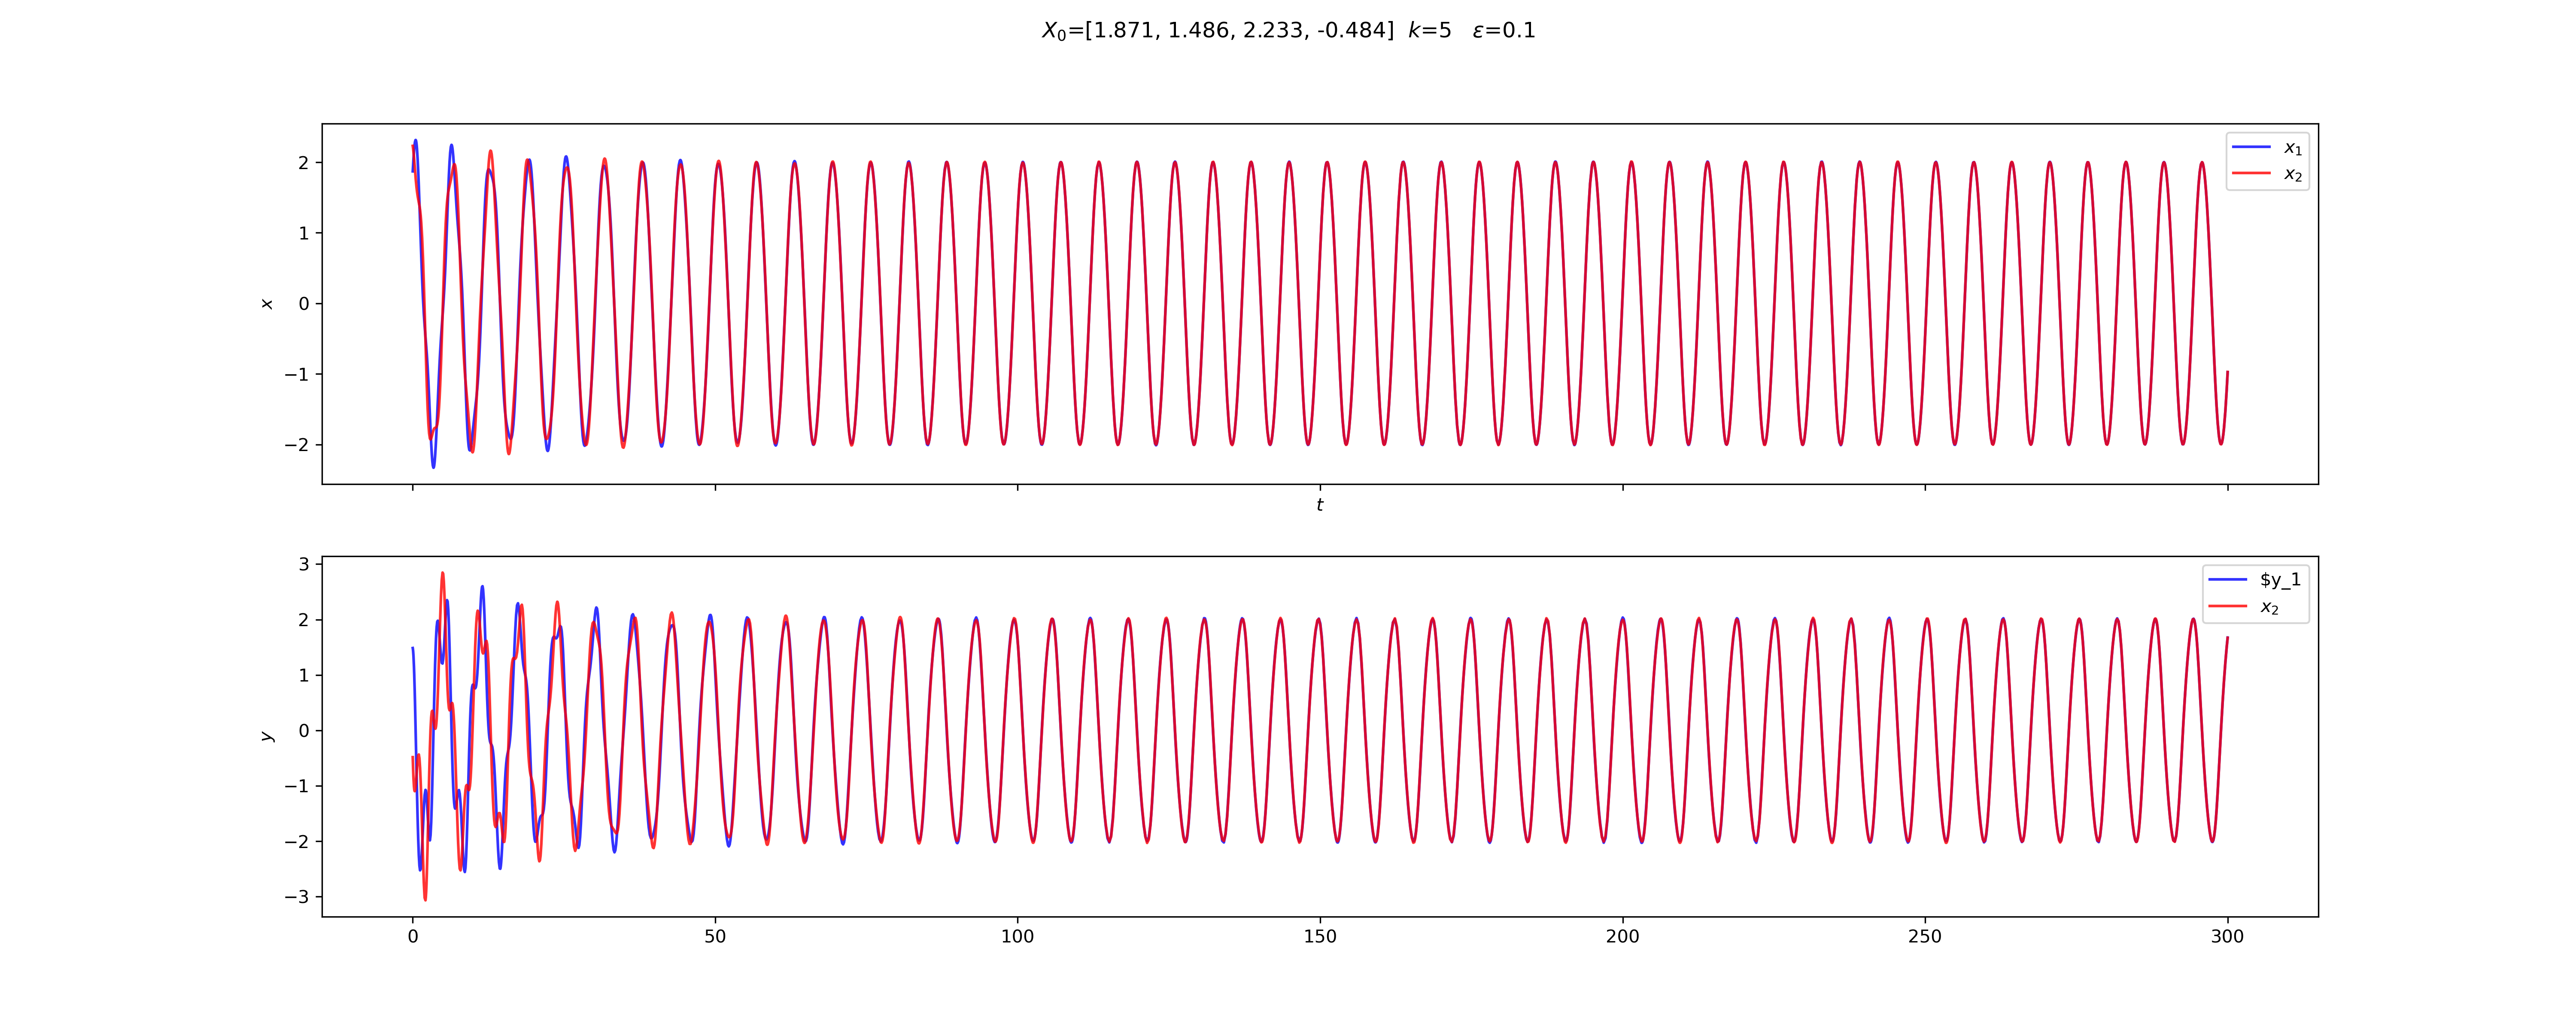 X₀=[1.871, 1.486, 2.233, -0.484]  k=5   ε=0.1
2
1
0
−1
−2
x
x₁
x₂
t
3
2
1
0
−1
−2
−3
y
$y_1
x₂
0 50 100 150 200 250 300